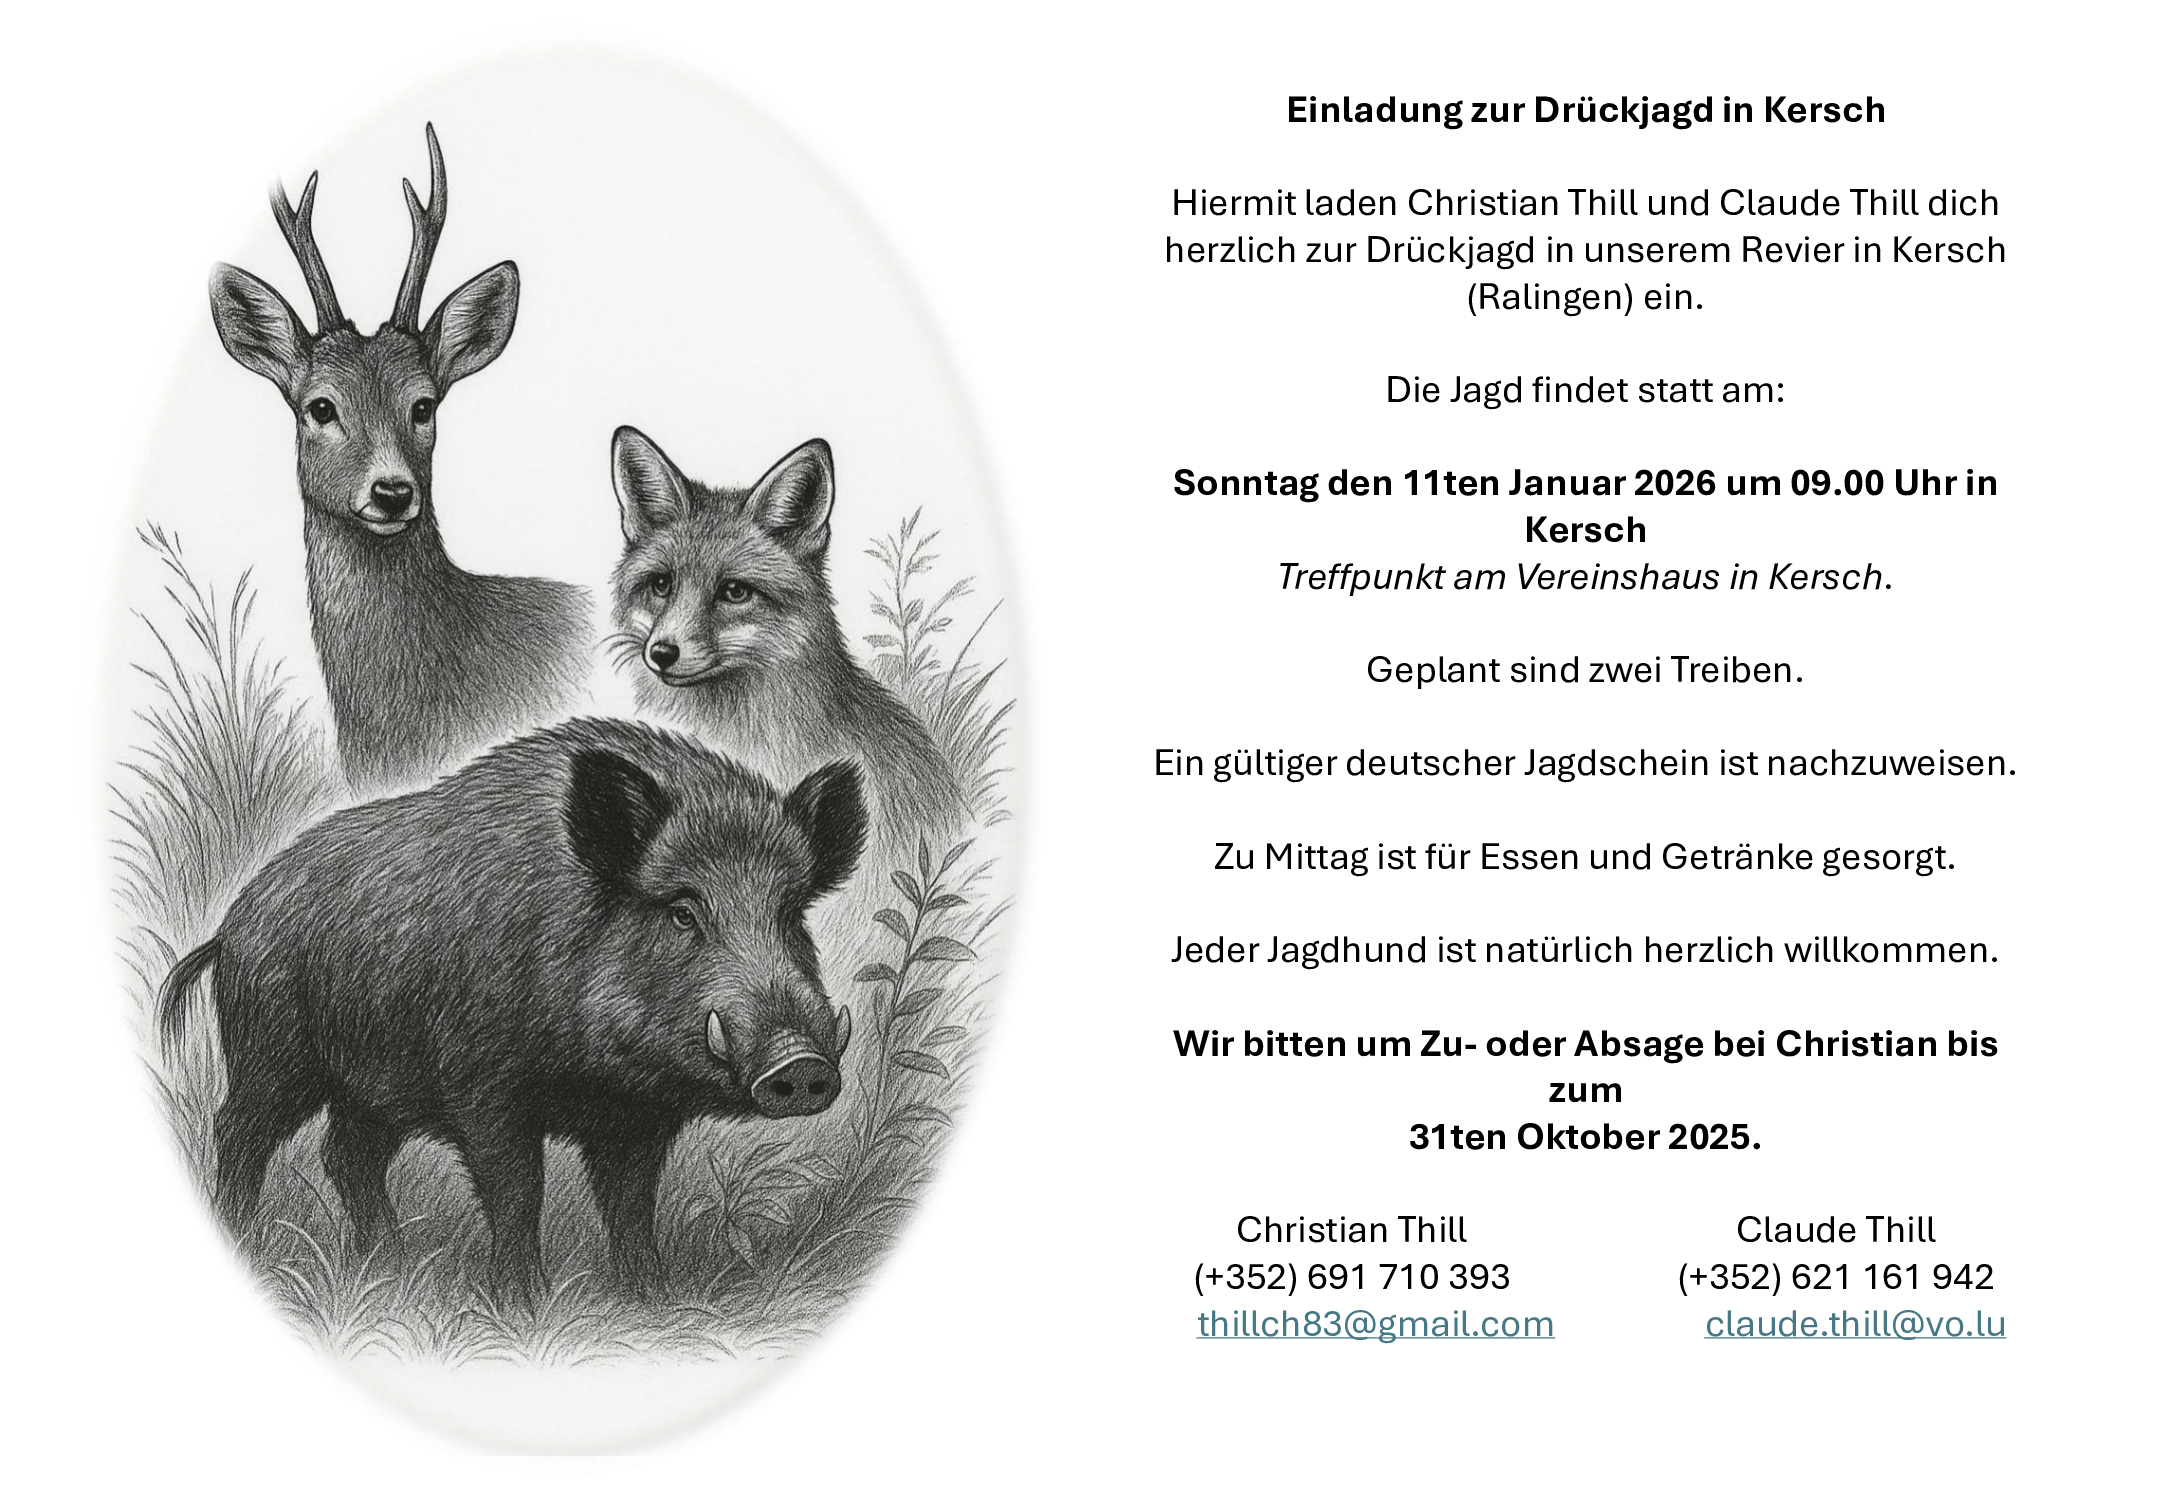 Einladung zur Drückjagd in Kersch
Hiermit laden Christian Thill und Claude Thill dich
herzlich zur Drückjagd in unserem Revier in Kersch
(Ralingen) ein.
Die Jagd findet statt am:
Sonntag den 11ten Januar 2026 um 09.00 Uhr in
Kersch
Treffpunkt am Vereinshaus in Kersch.
Geplant sind zwei Treiben.
Ein gültiger deutscher Jagdschein ist nachzuweisen.
Zu Mittag ist für Essen und Getränke gesorgt.
Jeder Jagdhund ist natürlich herzlich willkommen.
Wir bitten um Zu- oder Absage bei Christian bis
zum
31ten Oktober 2025.
Christian Thill Claude Thill
(+352) 691 710 393 (+352) 621 161 942
thillch83@gmail.com claude.thill@vo.lu